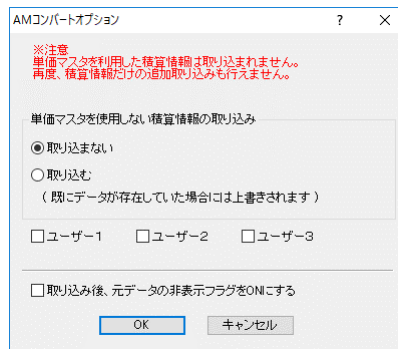 AMコンバートオプション ? ×
※注意
単価マスタを利用した積算情報は取り込まれません。
再度、積算情報だけの追加取り込みも行えません。
単価マスタを使用しない積算情報の取り込み
取り込まない
取り込む
( 既にデータが存在していた場合には上書きされます )
ユーザー1 ユーザー2 ユーザー3
取り込み後、元データの非表示フラグをONにする
OK キャンセル